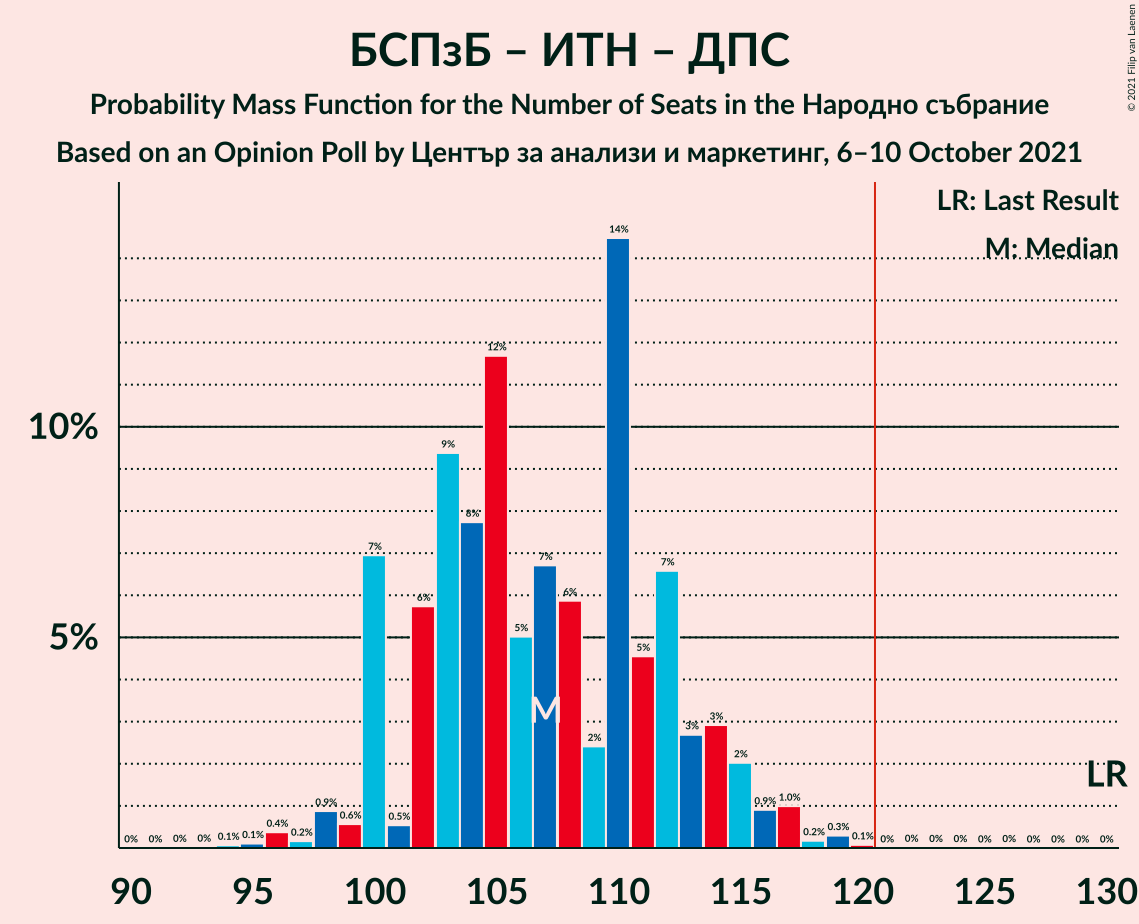 БСПзБ – ИТН – ДПС
Probability Mass Function for the Number of Seats in the Народно събрание
Based on an Opinion Poll by Център за анализи и маркетинг, 6–10 October 2021
© 2021 Filip van Laenen
LR: Last Result
M: Median
14%
12%
10%
9%
8%
7%
7%
7%
6%
6%
5%
5%
5%
M
3%
3%
2%
2%
LR
0% 0% 0% 0% 0.1% 0.1% 0.4% 0.2% 0.9% 0.6% 0.5% 0.9% 1.0% 0.2% 0.3% 0.1% 0% 0% 0% 0% 0% 0% 0% 0% 0% 0%
90 95 100 105 110 115 120 125 130